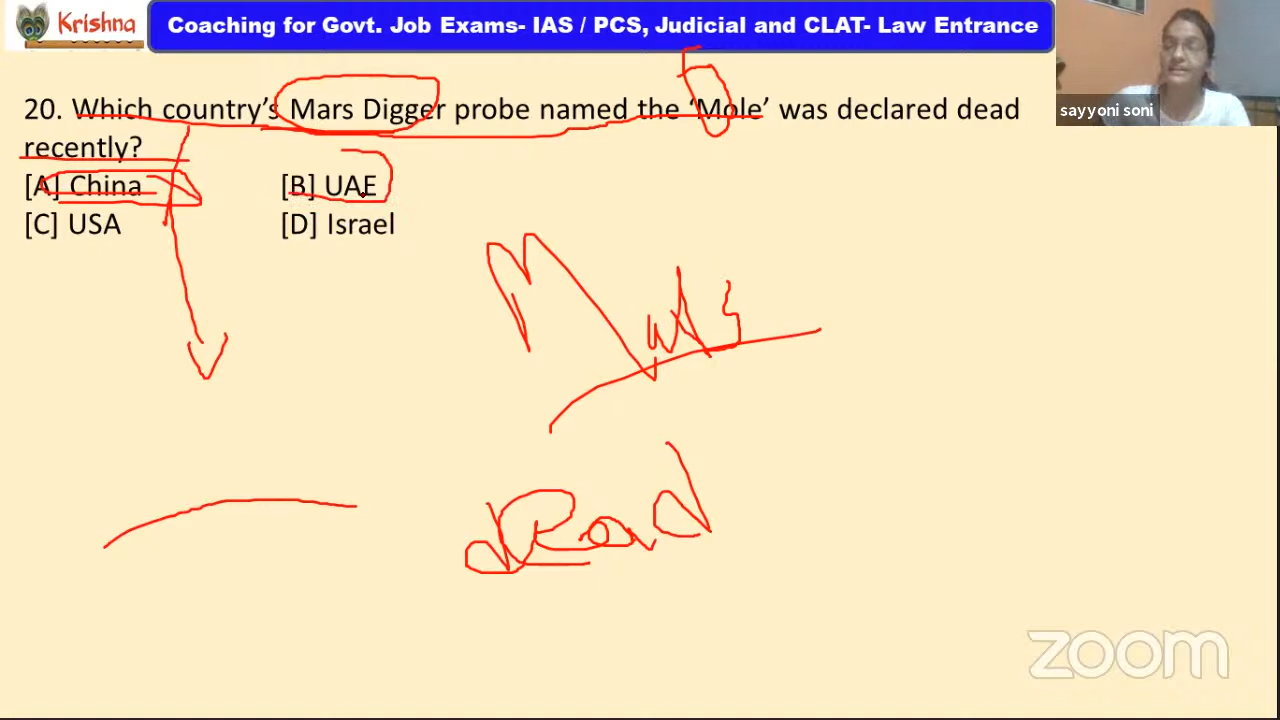 Krishna
Coaching for Govt. Job Exams- IAS / PCS, Judicial and CLAT- Law Entrance
sayyoni soni
20. Which country's Mars Digger probe named the ‘Mole’ was declared dead
recently?
[A] China [B] UAE
[C] USA [D] Israel
Mars
dead
zoom